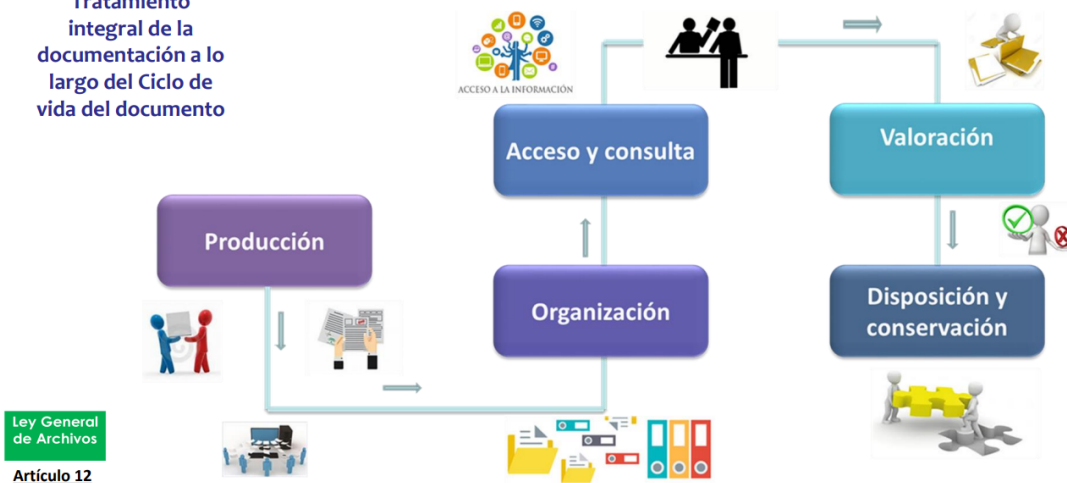 Tratamiento
integral de la
documentación a lo
largo del Ciclo de
vida del documento
ACCESO A LA INFORMACIÓN
Acceso y consulta
Valoración
Producción
Organización
Disposición y
conservación
Ley General
de Archivos
Artículo 12